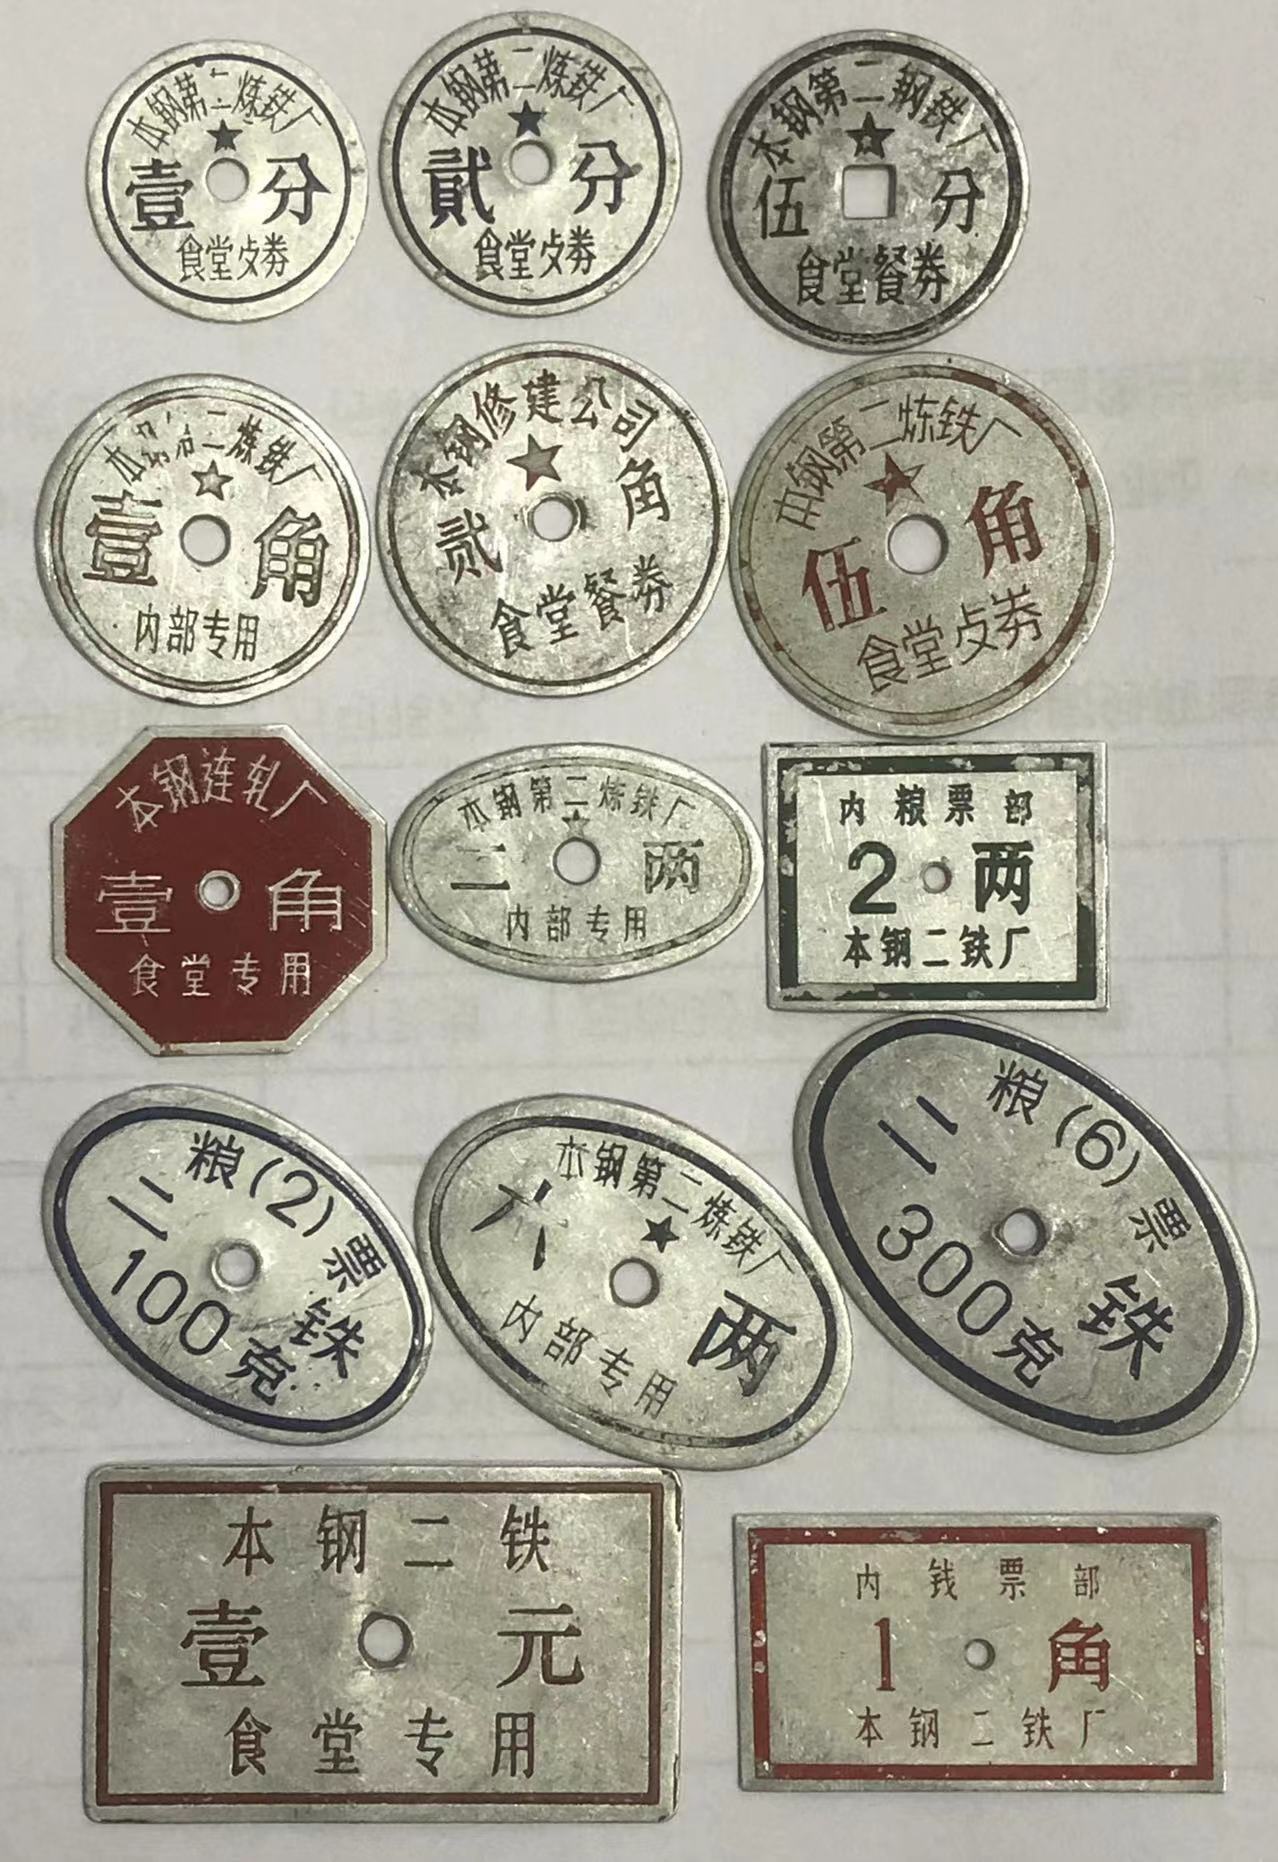 本钢第二炼铁厂
壹 分
食堂攴券
本钢第二炼铁厂
貳 分
食堂攴券
本钢第二钢铁厂
伍 分
食堂餐券
本钢第二炼铁厂
壹 角
内部专用
本钢修建公司
贰 角
食堂餐券
本钢第二炼铁厂
伍 角
食堂攴券
本钢连轧厂
壹 角
食堂专用
本钢第二炼铁厂
二 两
内部专用
内粮票部
2 两
本钢二铁厂
粮(2)票
二 铁
100克
本钢第二炼铁厂
六 两
内部专用
粮(6)票
二 铁
300克
本钢二铁
壹 元
食堂专用
内钱票部
1 角
本钢二铁厂